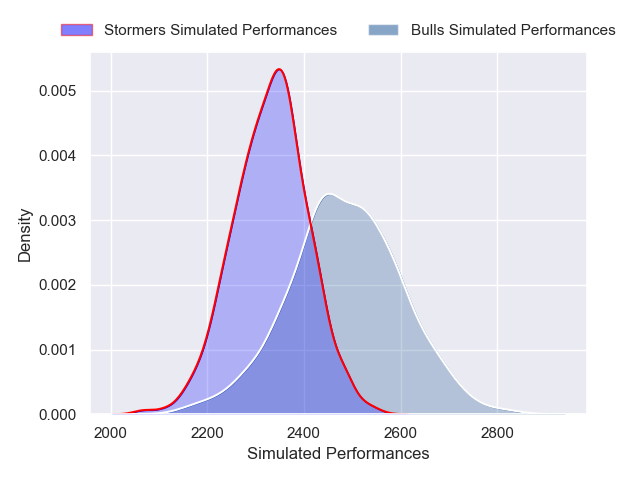 Stormers Simulated Performances Bulls Simulated Performances
0.005
0.004
0.003
0.002
0.001
0.000
Density
2000 2200 2400 2600 2800
Simulated Performances